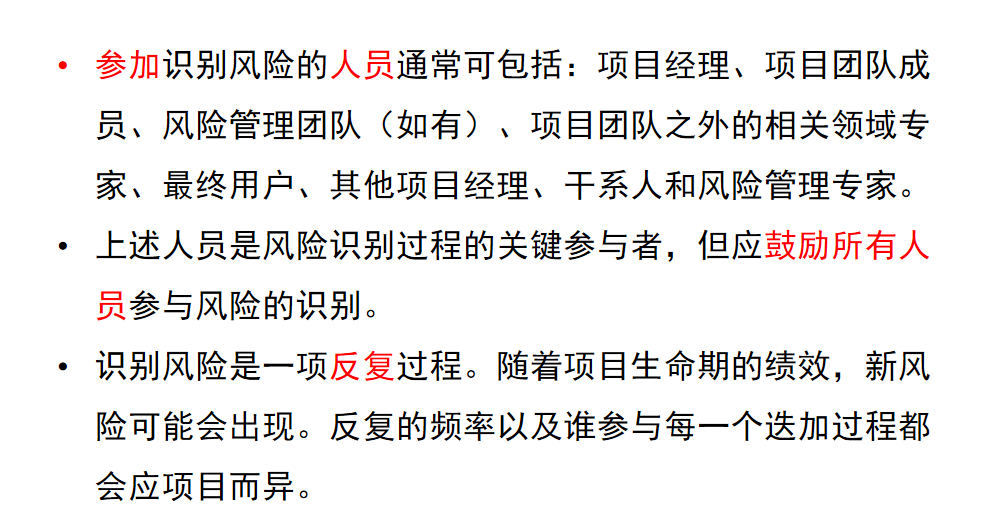 • 参加识别风险的人员通常可包括：项目经理、项目团队成
员、风险管理团队（如有）、项目团队之外的相关领域专
家、最终用户、其他项目经理、干系人和风险管理专家。
• 上述人员是风险识别过程的关键参与者，但应鼓励所有人
员参与风险的识别。
• 识别风险是一项反复过程。随着项目生命期的绩效，新风
险可能会出现。反复的频率以及谁参与每一个迭加过程都
会应项目而异。